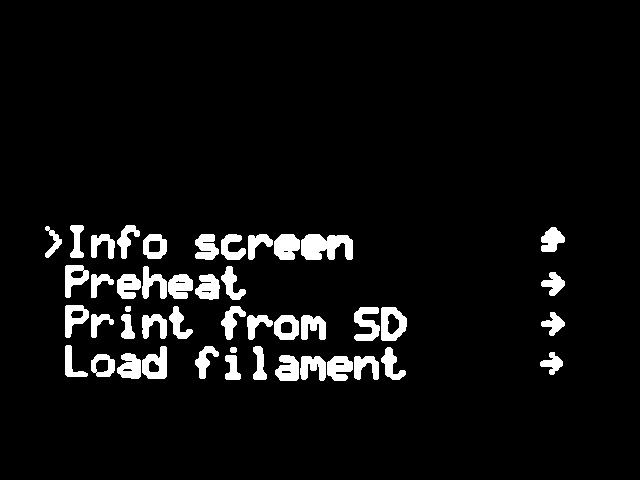 >Info screen ⬏
Preheat →
Print from SD →
Load filament →